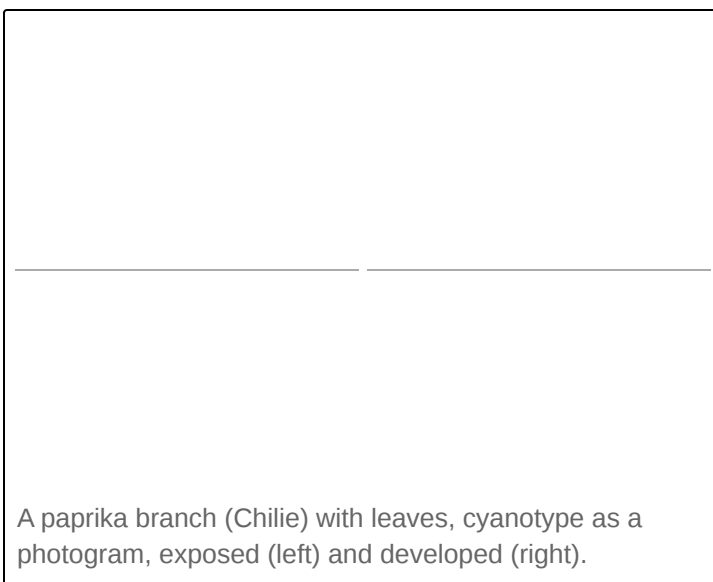 A paprika branch (Chilie) with leaves, cyanotype as a
photogram, exposed (left) and developed (right).